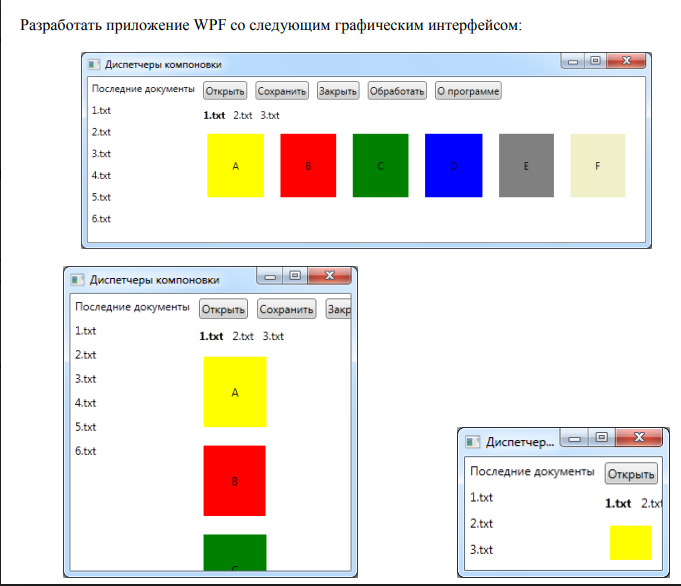 Разработать приложение WPF со следующим графическим интерфейсом:
Диспетчеры компоновки
Последние документы Открыть Сохранить Закрыть Обработать О программе
1.txt 1.txt 2.txt 3.txt
2.txt
3.txt
4.txt
5.txt
6.txt
A B C D E F
Диспетчеры компоновки
Последние документы Открыть Сохранить Закр
1.txt 1.txt 2.txt 3.txt
2.txt
3.txt
4.txt
5.txt
6.txt
A
B
C
Диспетчер...
Последние документы Открыть
1.txt 1.txt 2.txt
2.txt
3.txt